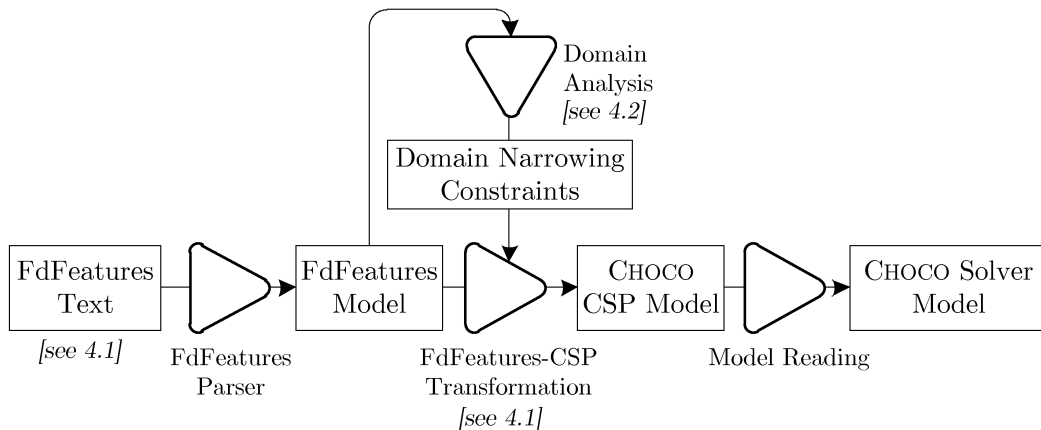 Domain
Analysis
[see 4.2]
Domain Narrowing
Constraints
FdFeatures
Text
[see 4.1]
FdFeatures
Parser
FdFeatures
Model
FdFeatures-CSP
Transformation
[see 4.1]
CHOCO
CSP Model
Model Reading
CHOCO Solver
Model